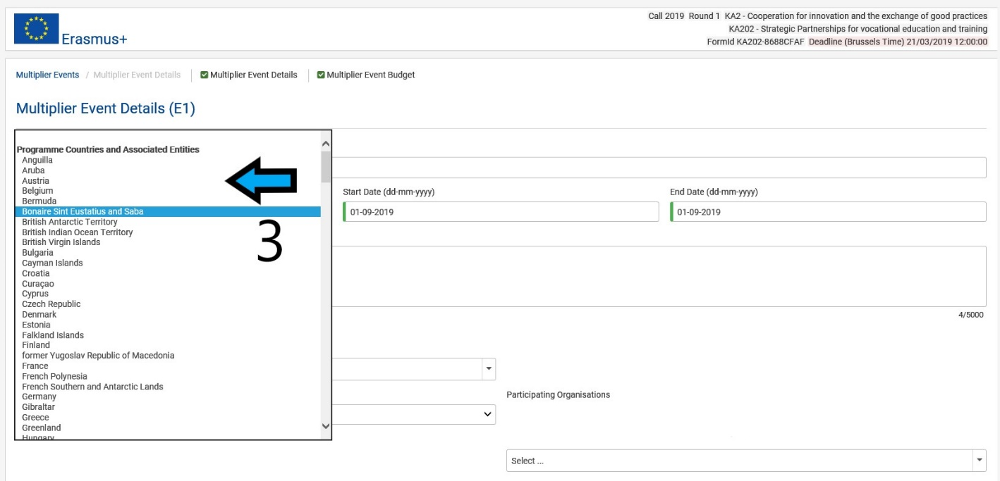 Erasmus+
Call 2019 Round 1 KA2 - Cooperation for innovation and the exchange of good practices
KA202 - Strategic Partnerships for vocational education and training
FormId KA202-8688CFAF Deadline (Brussels Time) 21/03/2019 12:00:00
Multiplier Events / Multiplier Event Details Multiplier Event Details Multiplier Event Budget
Multiplier Event Details (E1)
Programme Countries and Associated Entities
Anguilla
Aruba
Austria
Belgium
Bermuda
Bonaire Sint Eustatius and Saba
British Antarctic Territory
British Indian Ocean Territory
British Virgin Islands
Bulgaria
Cayman Islands
Croatia
Curaçao
Cyprus
Czech Republic
Denmark
Estonia
Falkland Islands
Finland
former Yugoslav Republic of Macedonia
France
French Polynesia
French Southern and Antarctic Lands
Germany
Gibraltar
Greece
Greenland
Hungary
3
Start Date (dd-mm-yyyy)
01-09-2019
End Date (dd-mm-yyyy)
01-09-2019
4/5000
Participating Organisations
Select ...